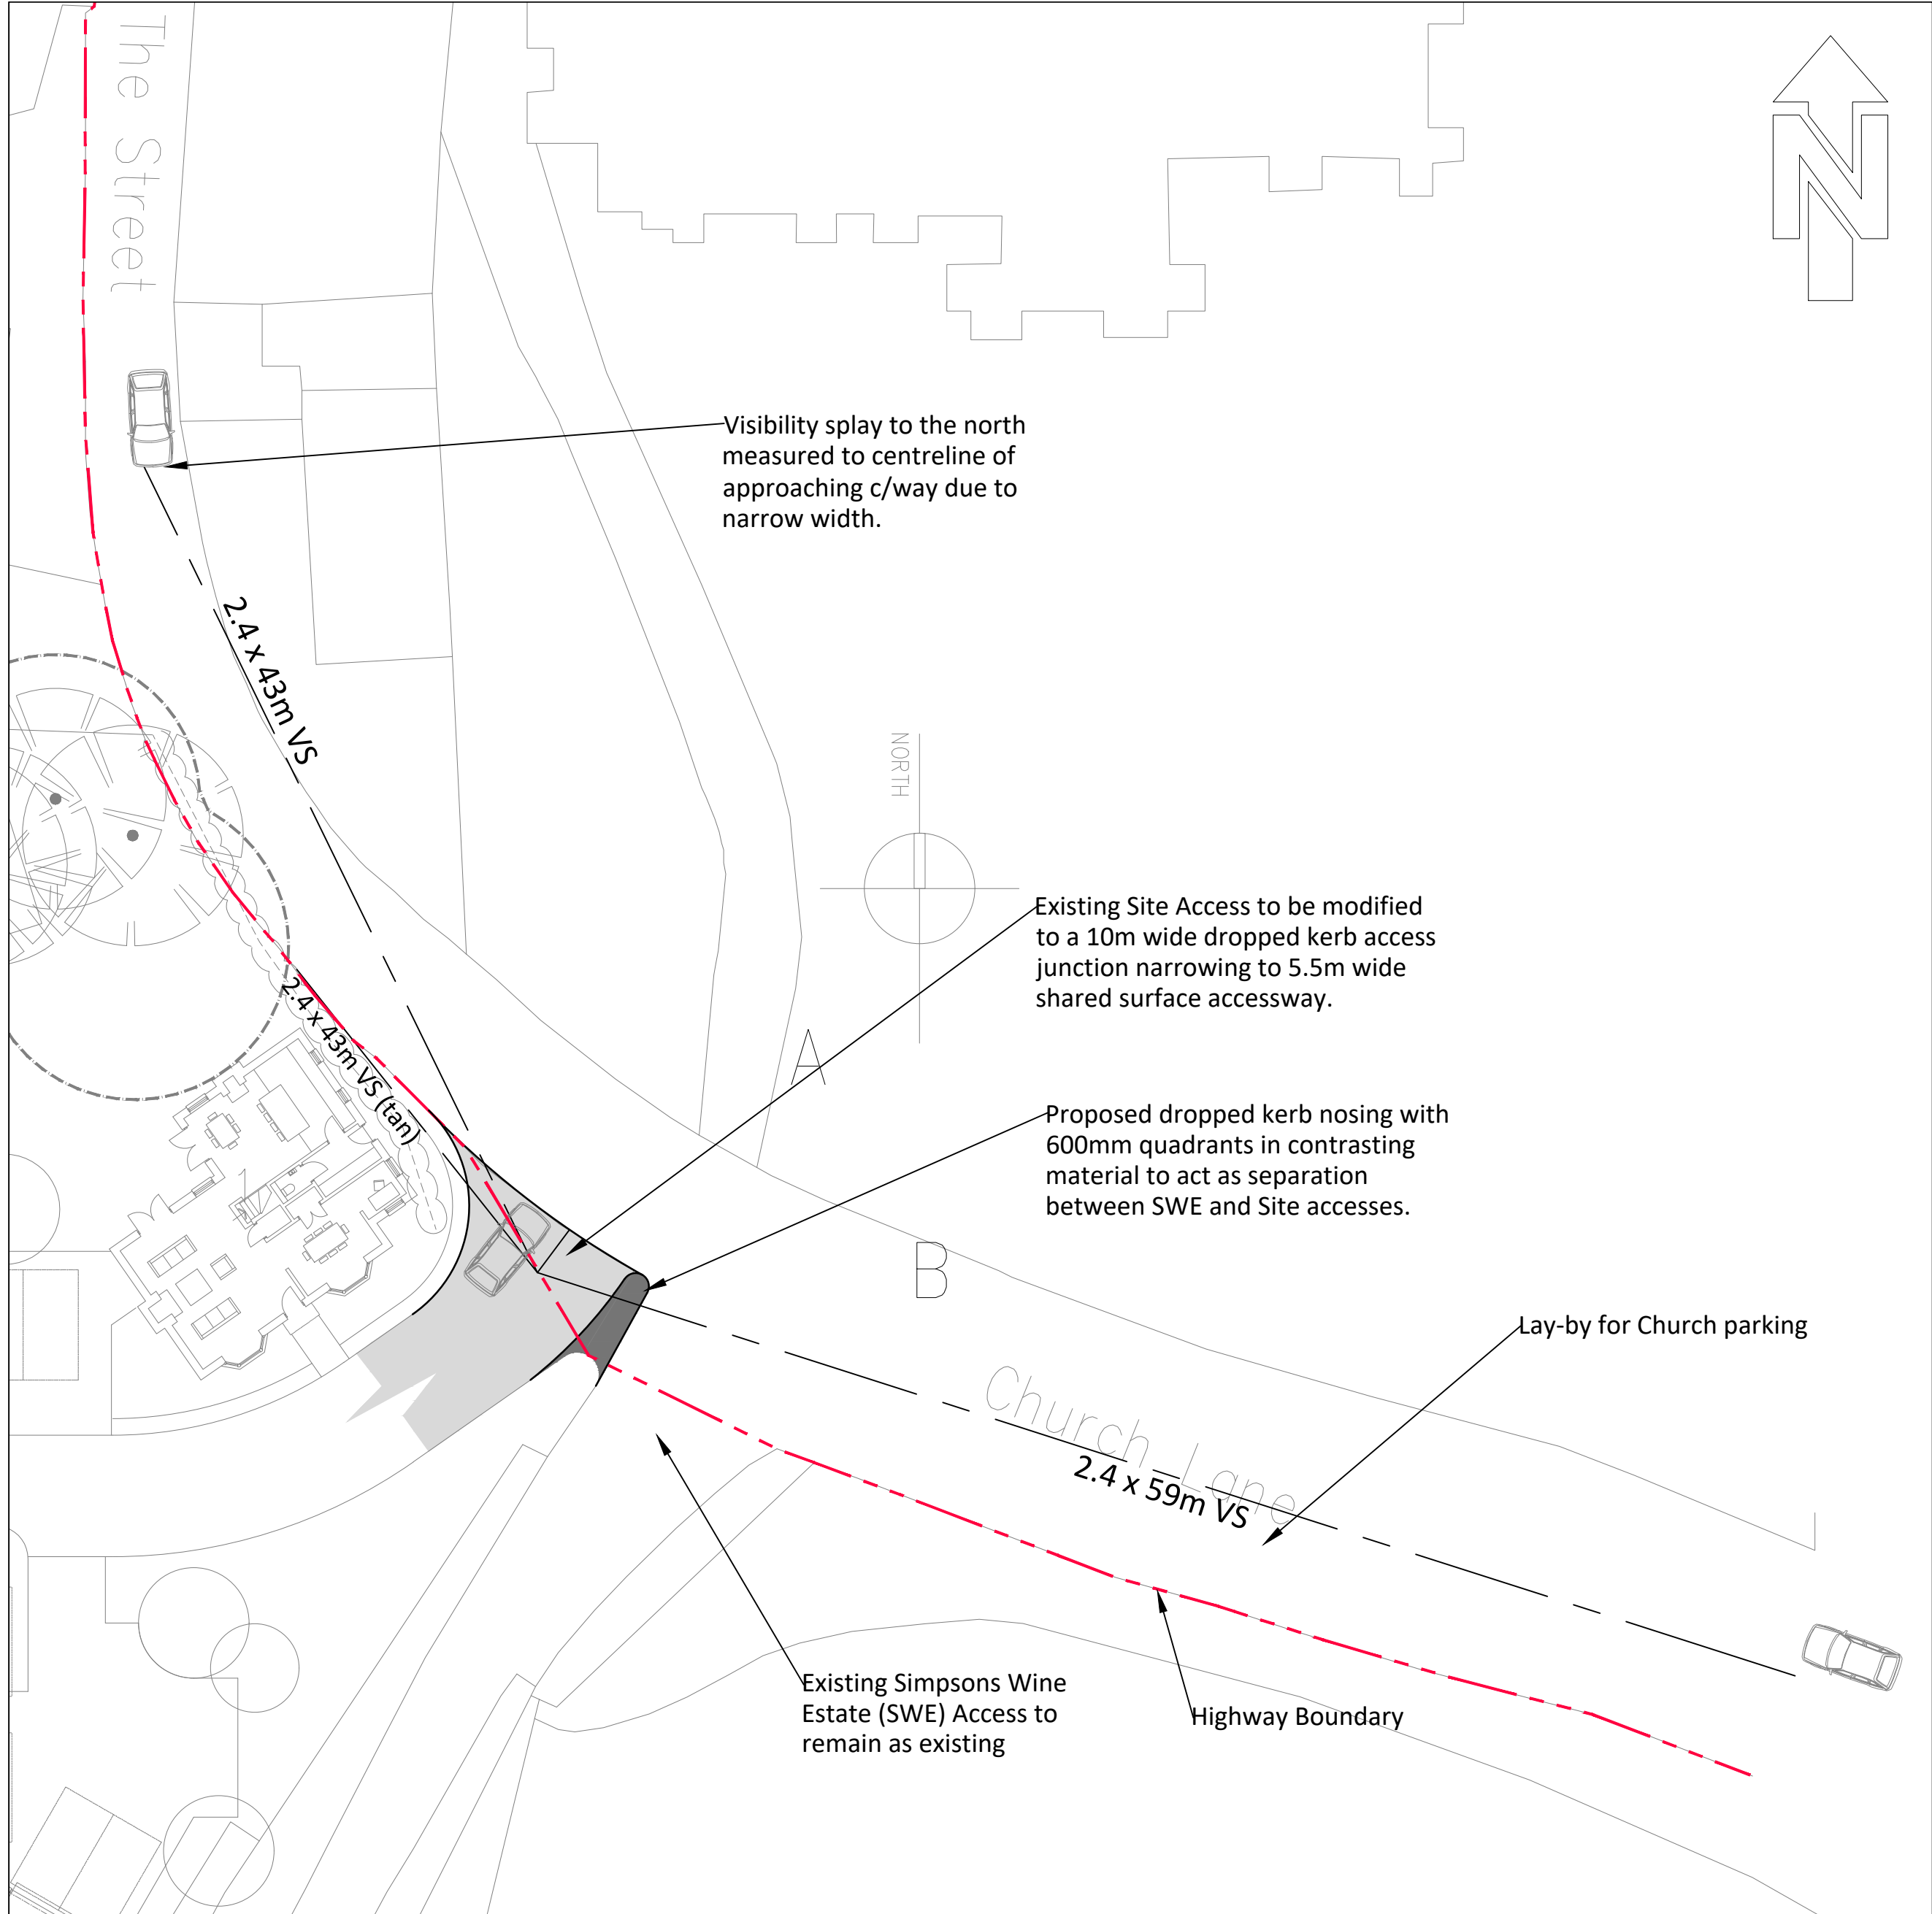 The Street
N
Visibility splay to the north
measured to centreline of
approaching c/way due to
narrow width.
2.4 x 43m VS
NORTH
Existing Site Access to be modified
to a 10m wide dropped kerb access
junction narrowing to 5.5m wide
shared surface accessway.
2.4 x 43m VS (tan)
A
Proposed dropped kerb nosing with
600mm quadrants in contrasting
material to act as separation
between SWE and Site accesses.
B
Lay-by for Church parking
Church Lane
2.4 x 59m VS
Existing Simpsons Wine
Estate (SWE) Access to
remain as existing
Highway Boundary